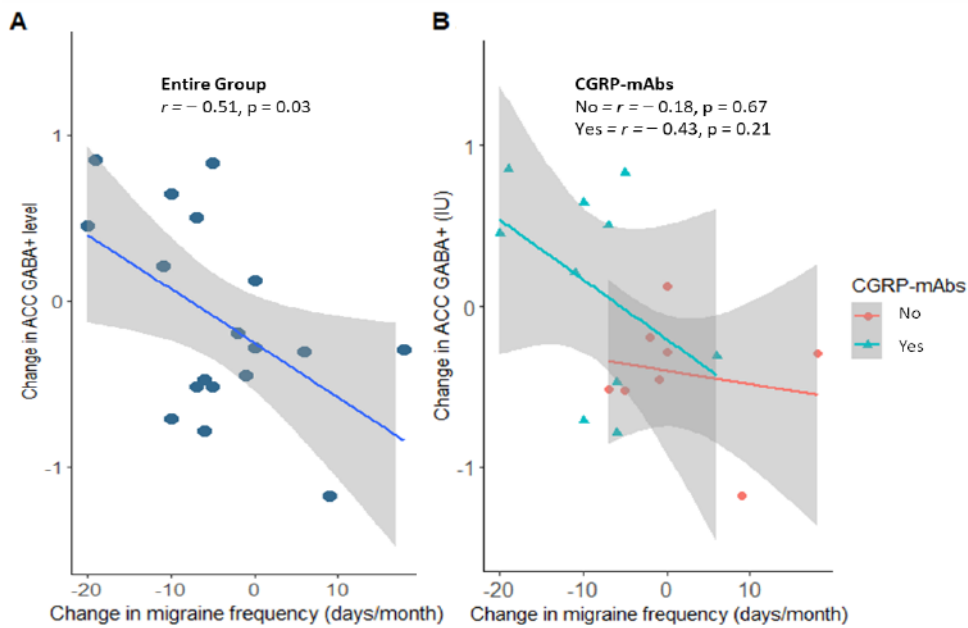 A
Entire Group
r = − 0.51, p = 0.03
Change in ACC GABA+ level
1
0
-1
-20
-10
0
10
Change in migraine frequency (days/month)
B
CGRP-mAbs
No = r = − 0.18, p = 0.67
Yes = r = − 0.43, p = 0.21
Change in ACC GABA+ (IU)
1
0
-1
-20
-10
0
10
Change in migraine frequency (days/month)
CGRP-mAbs
No
Yes